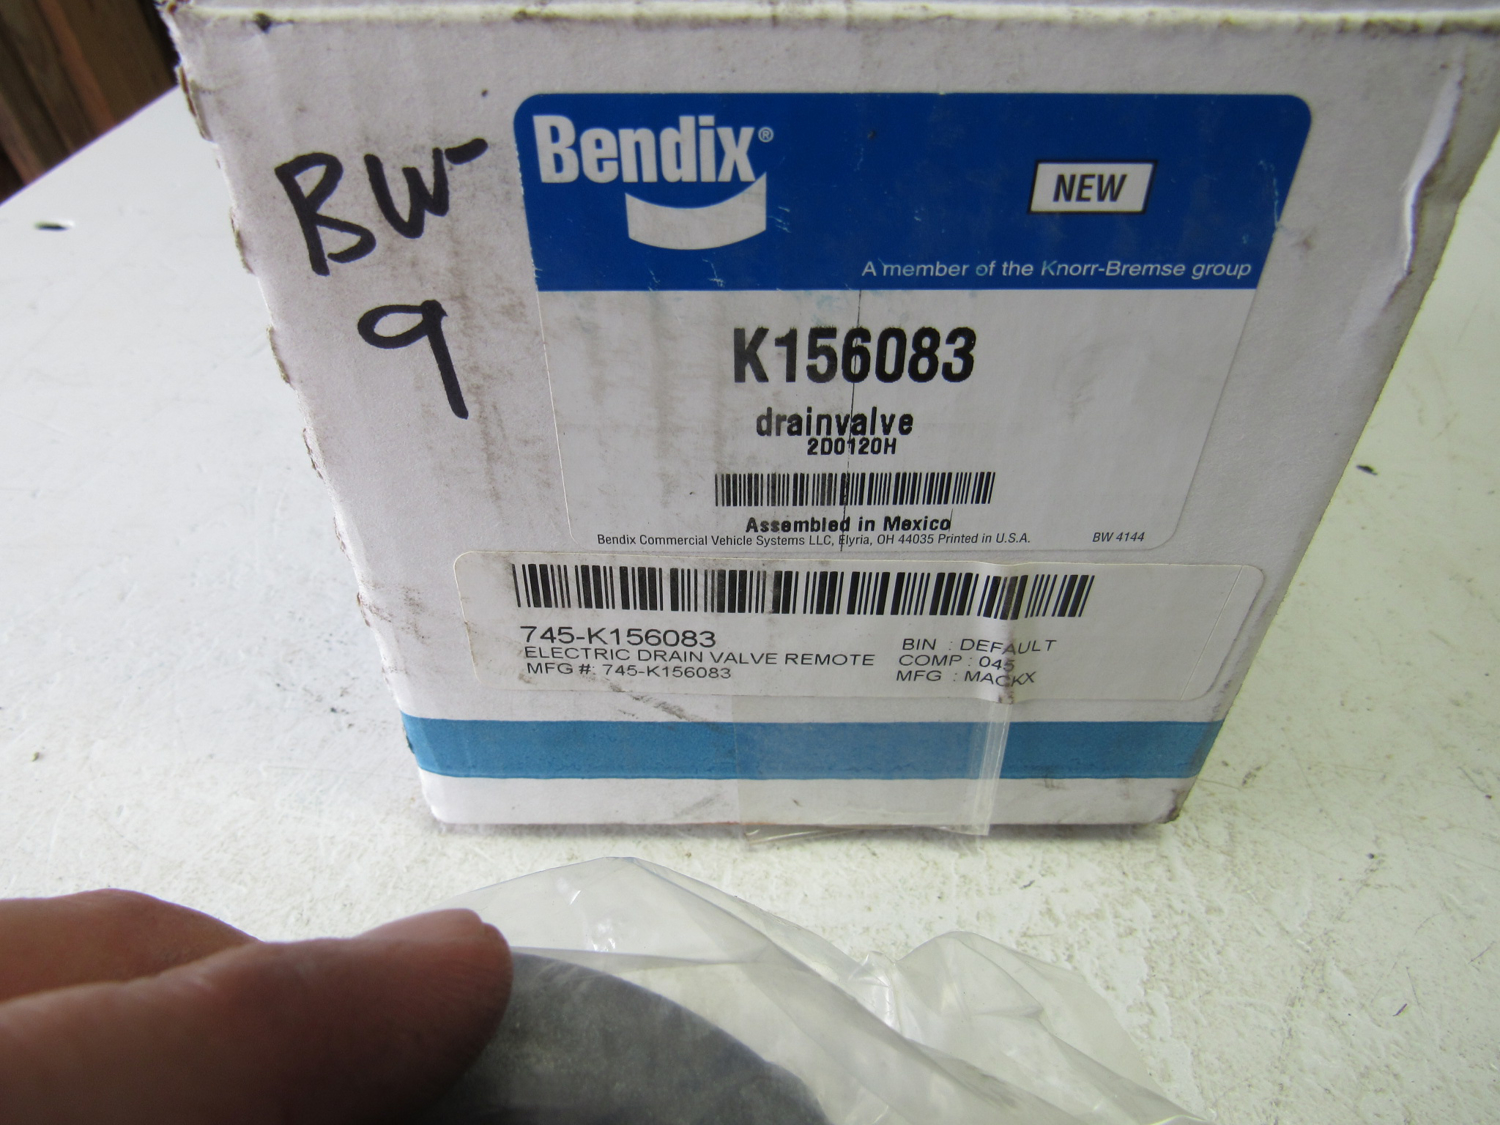 BW-
9
Bendix®
NEW
A member of the Knorr-Bremse group
K156083
drainvalve
2D0120H
Assembled in Mexico
Bendix Commercial Vehicle Systems LLC, Elyria, OH 44035 Printed in U.S.A.
BW 4144
745-K156083
ELECTRIC DRAIN VALVE REMOTE
MFG #: 745-K156083
BIN : DEFAULT
COMP : 045
MFG : MACKX